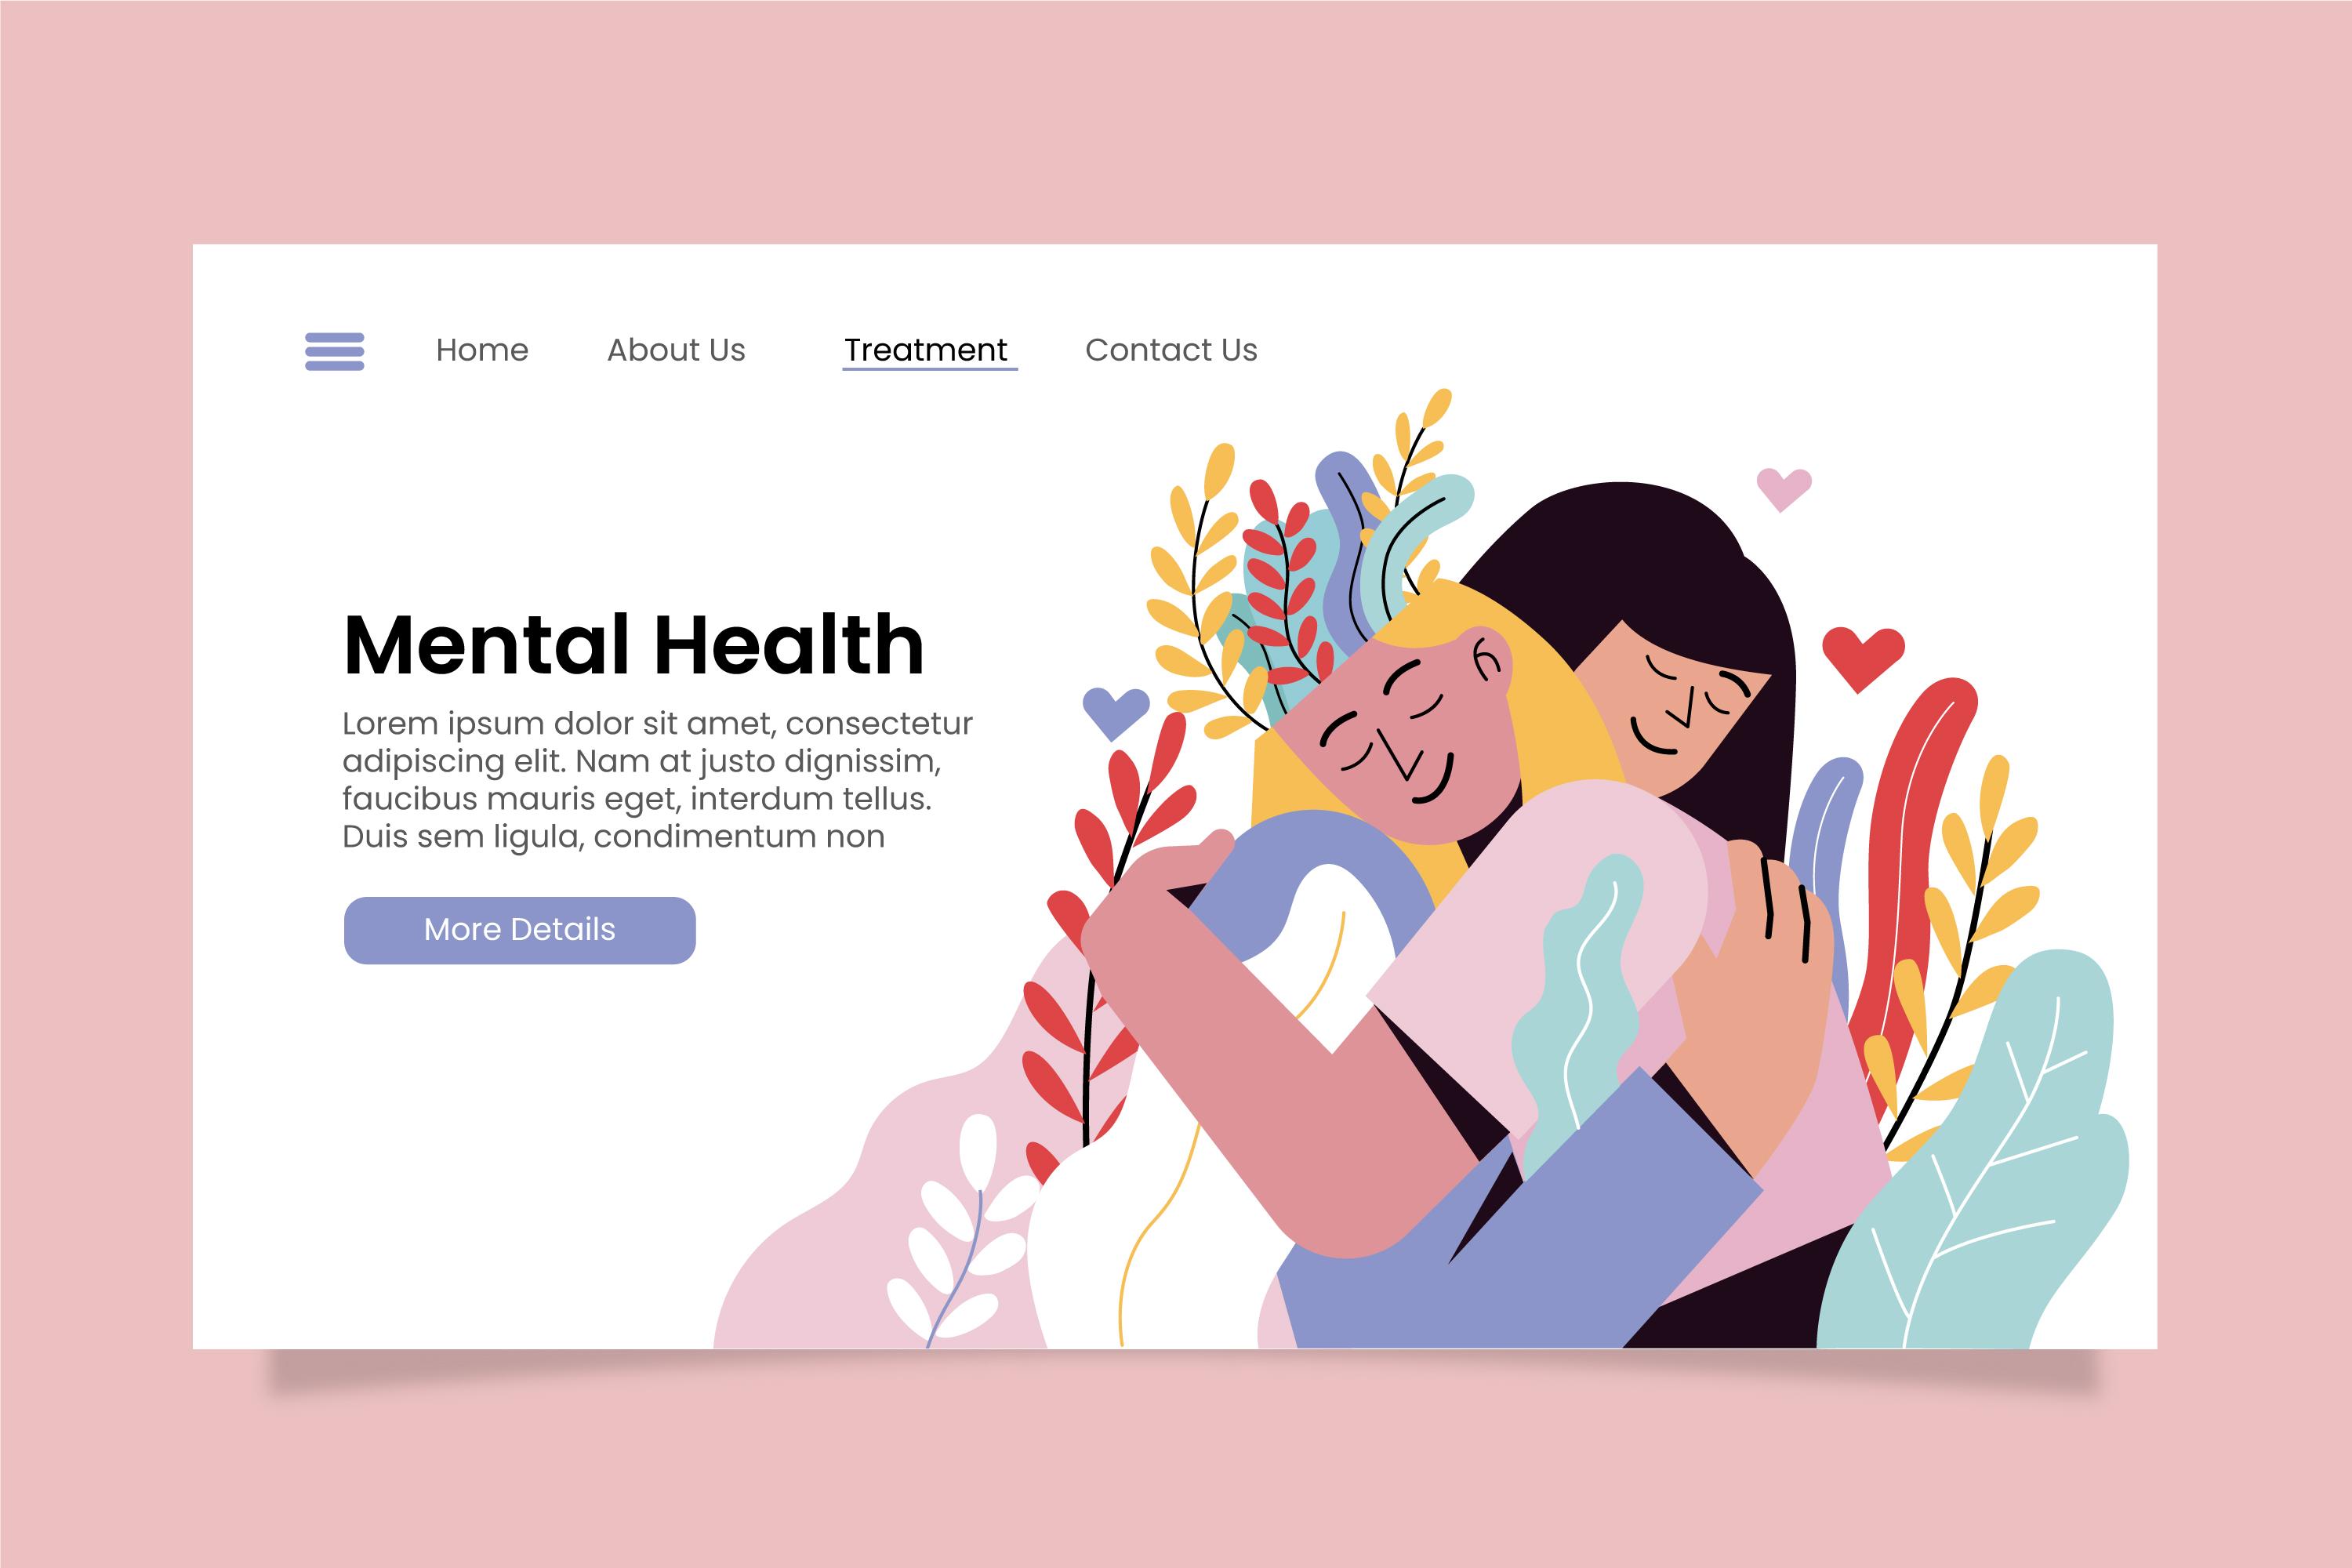 Home About Us Treatment Contact Us
Mental Health
Lorem ipsum dolor sit amet, consectetur
adipiscing elit. Nam at justo dignissim,
faucibus mauris eget, interdum tellus.
Duis sem ligula, condimentum non
More Details